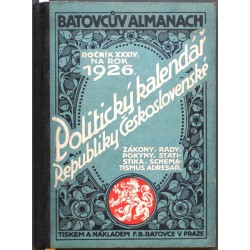 BATOVCŮV ALMANACH
ROČNÍK XXXIV.
NA ROK
1926.
Politický kalendář
Republiky Československé
ZÁKONY, RADY,
POKYNY, STATI-
STIKA, SCHEMA-
TISMUS ADRESÁŘ.
TISKEM A NÁKLADEM F.B. BATOVCE V PRAZE